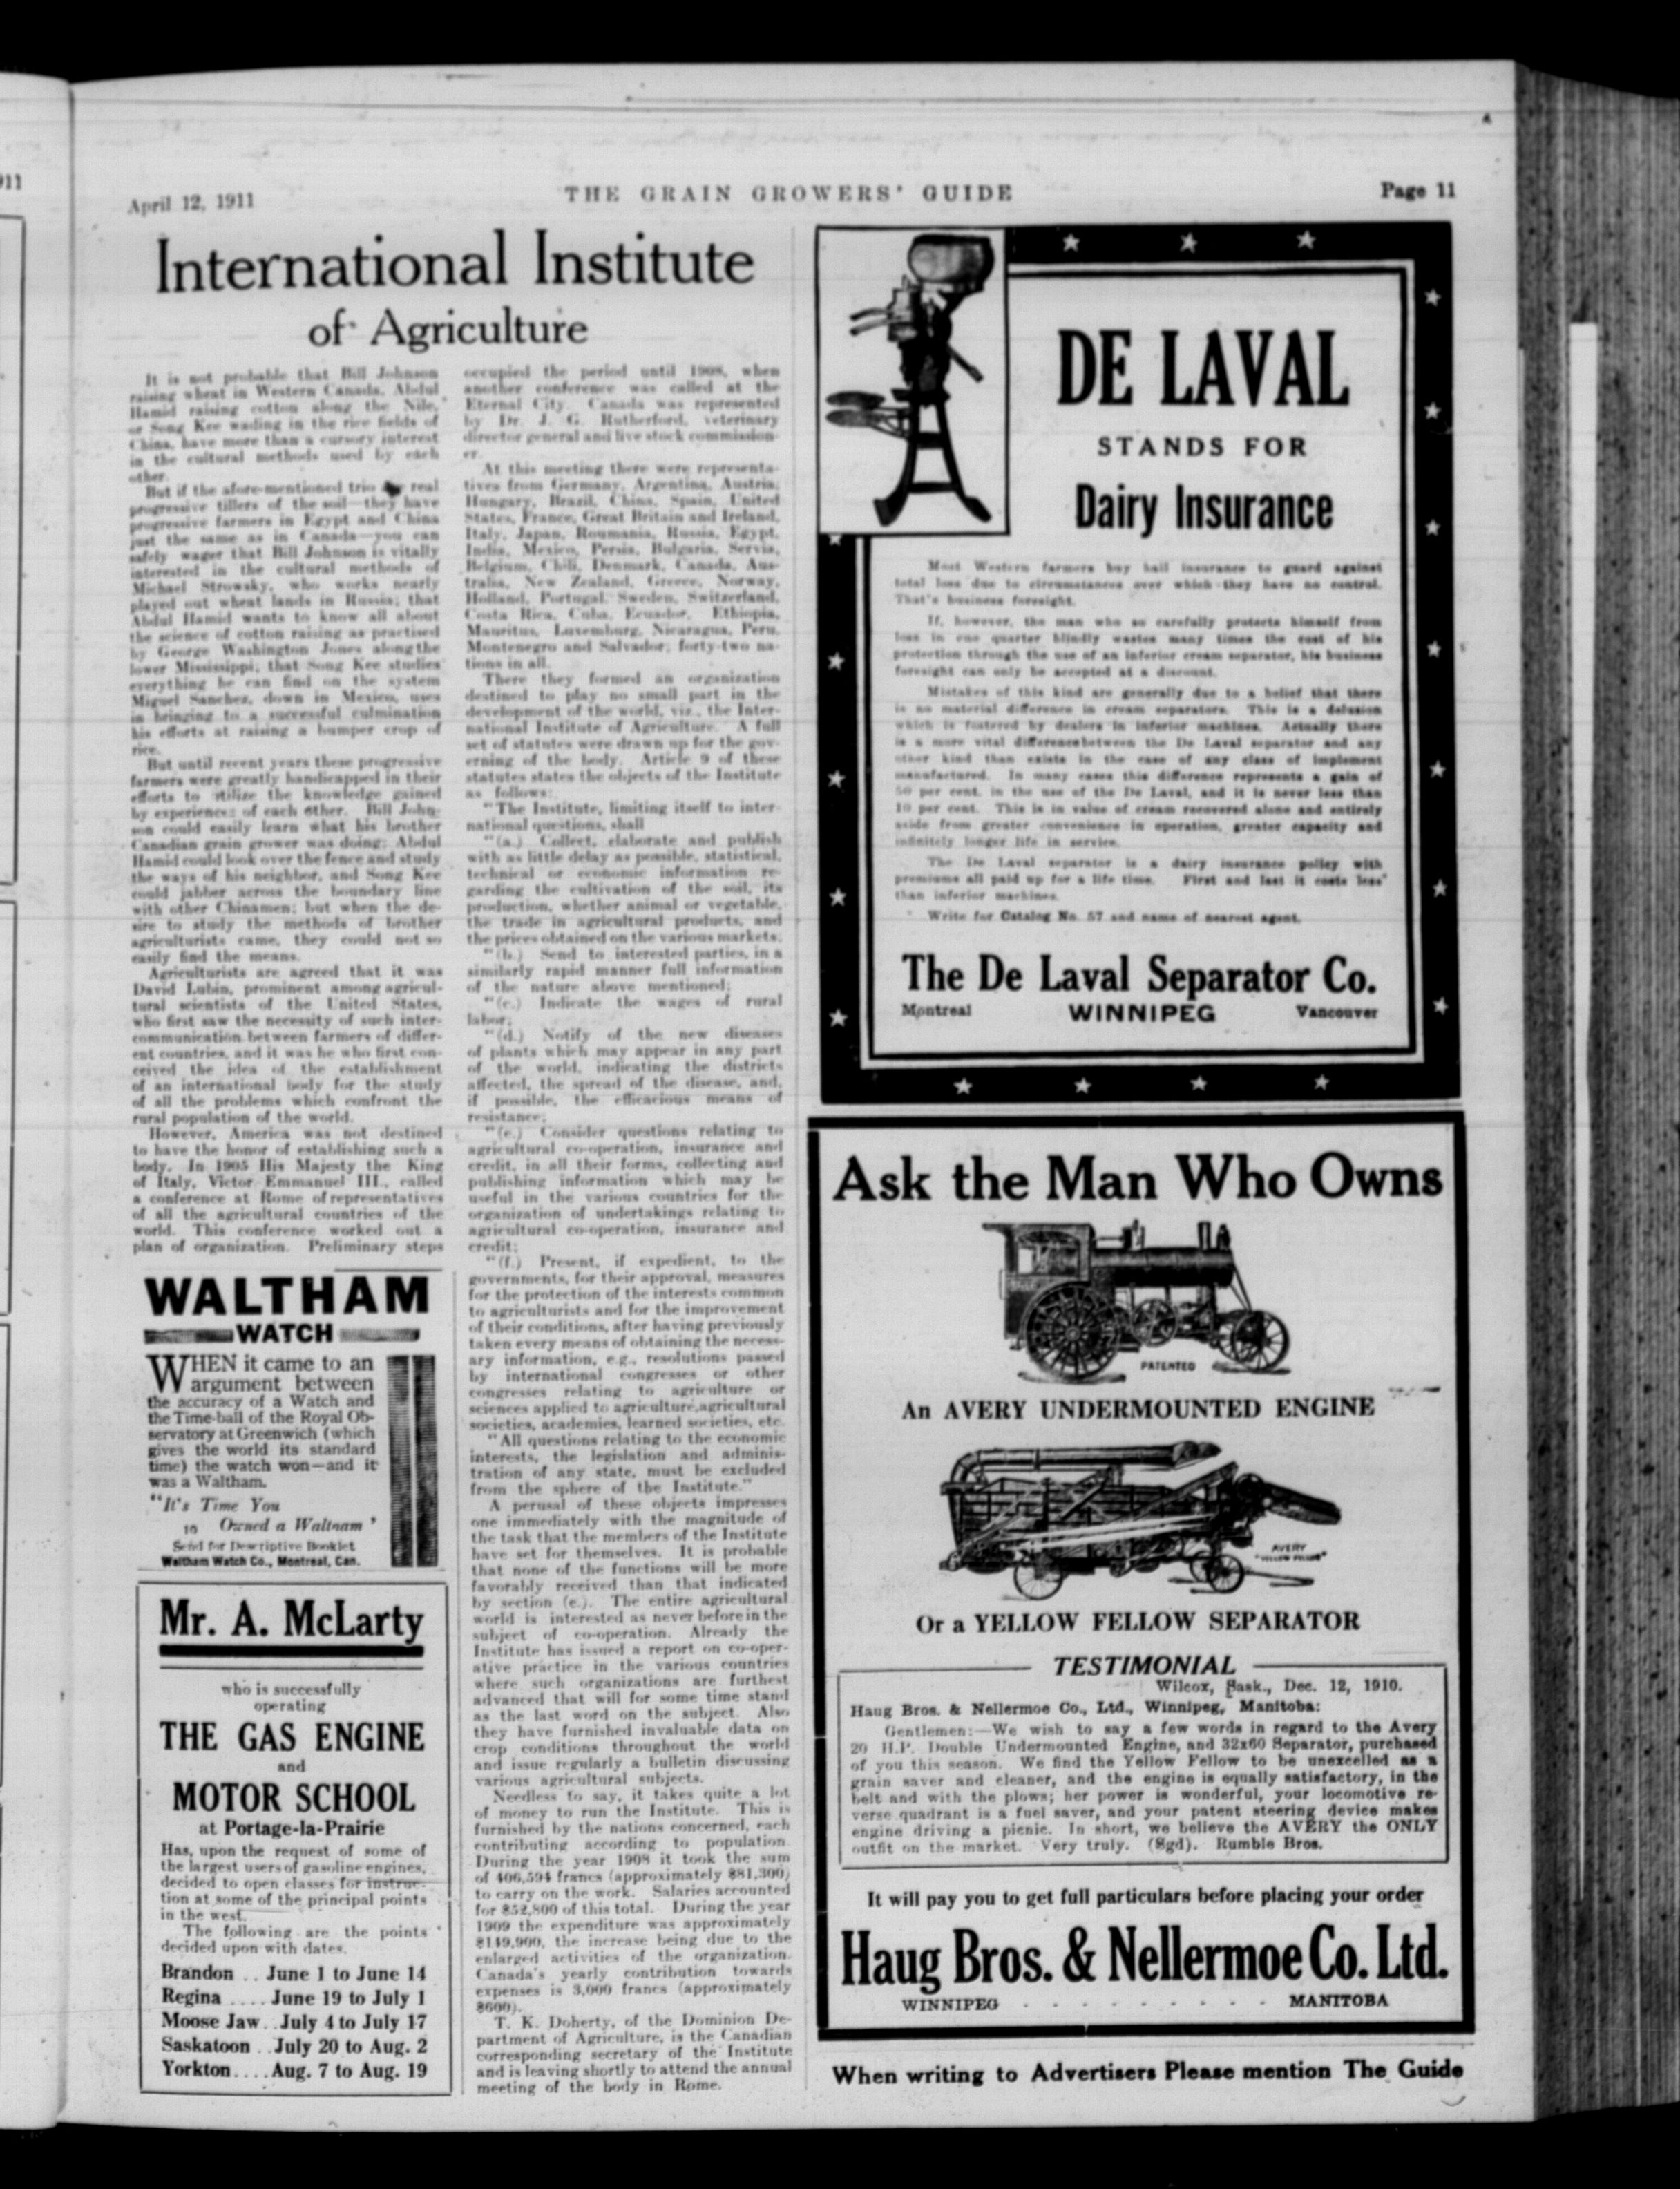 911
April 12, 1911
THE GRAIN GROWERS' GUIDE
Page 11
International Institute
of Agriculture
It is not probable that Bill Johnson
raising wheat in Western Canada, Abdul
Hamid raising cotton along the Nile,
or Song Kee wading in the rice fields of
China, have more than a cursory interest
in the cultural methods used by each
other.
But if the afore-mentioned trio real
progressive tillers of the soil—they have
progressive farmers in Egypt and China
just the same as in Canada—you can
safely wager that Bill Johnson is vitally
interested in the cultural methods of
Michael Strowsky, who works nearly
played out wheat lands in Russia; that
Abdul Hamid wants to know all about
the science of cotton raising as practised
by George Washington Jones along the
lower Mississippi; that Song Kee studies
everything he can find on the system
Miguel Sanchez, down in Mexico, uses
in bringing to a successful culmination
his efforts at raising a bumper crop of
rice.
But until recent years these progressive
farmers were greatly handicapped in their
efforts to utilize the knowledge gained
by experience of each other. Bill John-
son could easily learn what his brother
Canadian grain grower was doing; Abdul
Hamid could look over the fence and study
the ways of his neighbor, and Song Kee
could jabber across the boundary line
with other Chinamen; but when the de-
sire to study the methods of brother
agriculturists came, they could not so
easily find the means.
Agriculturists are agreed that it was
David Lubin, prominent among agricul-
tural scientists of the United States,
who first saw the necessity of such inter-
communication between farmers of differ-
ent countries, and it was he who first con-
ceived the idea of the establishment
of an international body for the study
of all the problems which confront the
rural population of the world.
However, America was not destined
to have the honor of establishing such a
body. In 1905 His Majesty the King
of Italy, Victor Emmanuel III., called
a conference at Rome of representatives
of all the agricultural countries of the
world. This conference worked out a
plan of organization. Preliminary steps
occupied the period until 1908, when
another conference was called at the
Eternal City. Canada was represented
by Dr. J. G. Rutherford, veterinary
director general and live stock commission-
er.
At this meeting there were representa-
tives from Germany, Argentina, Austria,
Hungary, Brazil, China, Spain, United
States, France, Great Britain and Ireland,
Italy, Japan, Roumania, Russia, Egypt,
India, Mexico, Persia, Bulgaria, Servia,
Belgium, Chili, Denmark, Canada, Aus-
tralia, New Zealand, Greece, Norway,
Holland, Portugal, Sweden, Switzerland,
Costa Rica, Cuba, Ecuador, Ethiopia,
Mauritus, Luxemburg, Nicaragua, Peru,
Montenegro and Salvador; forty-two na-
tions in all.
There they formed an organization
destined to play no small part in the
development of the world, viz., the Inter-
national Institute of Agriculture. A full
set of statutes were drawn up for the gov-
erning of the body. Article 9 of these
statutes states the objects of the Institute
as follows:
"The Institute, limiting itself to inter-
national questions, shall
"(a.) Collect, elaborate and publish
with as little delay as possible, statistical,
technical or economic information re-
garding the cultivation of the soil, its
production, whether animal or vegetable,
the trade in agricultural products, and
the prices obtained on the various markets;
"(b.) Send to interested parties, in a
similarly rapid manner full information
of the nature above mentioned;
"(c.) Indicate the wages of rural
labor;
"(d.) Notify of the new diseases
of plants which may appear in any part
of the world, indicating the districts
affected, the spread of the disease, and,
if possible, the efficacious means of
resistance;
"(e.) Consider questions relating to
agricultural co-operation, insurance and
credit, in all their forms, collecting and
publishing information which may be
useful in the various countries for the
organization of undertakings relating to
agricultural co-operation, insurance and
credit;
"(f.) Present, if expedient, to the
governments, for their approval, measures
for the protection of the interests common
to agriculturists and for the improvement
of their conditions, after having previously
taken every means of obtaining the necess-
ary information, e.g., resolutions passed
by international congresses or other
congresses relating to agriculture or
sciences applied to agriculture,agricultural
societies, academies, learned societies, etc.
"All questions relating to the economic
interests, the legislation and adminis-
tration of any state, must be excluded
from the sphere of the Institute."
A perusal of these objects impresses
one immediately with the magnitude of
the task that the members of the Institute
have set for themselves. It is probable
that none of the functions will be more
favorably received than that indicated
by section (e.). The entire agricultural
world is interested as never before in the
subject of co-operation. Already the
Institute has issued a report on co-oper-
ative practice in the various countries
where such organizations are furthest
advanced that will for some time stand
as the last word on the subject. Also
they have furnished invaluable data on
crop conditions throughout the world
and issue regularly a bulletin discussing
various agricultural subjects.
Needless to say, it takes quite a lot
of money to run the Institute. This is
furnished by the nations concerned, each
contributing according to population.
During the year 1908 it took the sum
of 406,594 francs (approximately $81,300)
to carry on the work. Salaries accounted
for $52,800 of this total. During the year
1909 the expenditure was approximately
$149,900, the increase being due to the
enlarged activities of the organization.
Canada's yearly contribution towards
expenses is 3,000 francs (approximately
$600).
T. K. Doherty, of the Dominion De-
partment of Agriculture, is the Canadian
corresponding secretary of the Institute
and is leaving shortly to attend the annual
meeting of the body in Rome.
WALTHAM
WATCH
WHEN it came to an
argument between
the accuracy of a Watch and
the Time-ball of the Royal Ob-
servatory at Greenwich (which
gives the world its standard
time) the watch won—and it
was a Waltham.
"It's Time You
Owned a Waltham"
Send for Descriptive Booklet
Waltham Watch Co., Montreal, Can.
Mr. A. McLarty
who is successfully
operating
THE GAS ENGINE
and
MOTOR SCHOOL
at Portage-la-Prairie
Has, upon the request of some of
the largest users of gasoline engines,
decided to open classes for instruc-
tion at some of the principal points
in the west.
The following are the points
decided upon with dates.
Brandon .. June 1 to June 14
Regina .... June 19 to July 1
Moose Jaw.. July 4 to July 17
Saskatoon .. July 20 to Aug. 2
Yorkton.... Aug. 7 to Aug. 19
DE LAVAL
STANDS FOR
Dairy Insurance
Most Western farmers buy hail insurance to guard against
total loss due to circumstances over which they have no control.
That's business foresight.
If, however, the man who so carefully protects himself from
loss in one quarter blindly wastes many times the cost of his
protection through the use of an inferior cream separator, his business
foresight can only be accepted at a discount.
Mistakes of this kind are generally due to a belief that there
is no material difference in cream separators. This is a delusion
which is fostered by dealers in inferior machines. Actually there
is a more vital difference between the De Laval separator and any
other kind than exists in the case of any class of implement
manufactured. In many cases this difference represents a gain of
50 per cent. in the use of the De Laval, and it is never less than
10 per cent. This is in value of cream recovered alone and entirely
aside from greater convenience in operation, greater capacity and
infinitely longer life in service.
The De Laval separator is a dairy insurance policy with
premiums all paid up for a life time. First and last it costs less
than inferior machines.
Write for Catalog No. 57 and name of nearest agent.
The De Laval Separator Co.
Montreal WINNIPEG Vancouver
Ask the Man Who Owns
PATENTED
An AVERY UNDERMOUNTED ENGINE
AVERY
"YELLOW FELLOW"
Or a YELLOW FELLOW SEPARATOR
TESTIMONIAL
Wilcox, Sask., Dec. 12, 1910.
Haug Bros. & Nellermoe Co., Ltd., Winnipeg, Manitoba:
Gentlemen:—We wish to say a few words in regard to the Avery
20 H.P. Double Undermounted Engine, and 32x60 Separator, purchased
of you this season. We find the Yellow Fellow to be unexcelled as a
grain saver and cleaner, and the engine is equally satisfactory, in the
belt and with the plows; her power is wonderful, your locomotive re-
verse quadrant is a fuel saver, and your patent steering device makes
engine driving a picnic. In short, we believe the AVERY the ONLY
outfit on the market. Very truly. (Sgd). Rumble Bros.
It will pay you to get full particulars before placing your order
Haug Bros. & Nellermoe Co. Ltd.
WINNIPEG - - - - - - - - - MANITOBA
When writing to Advertisers Please mention The Guide